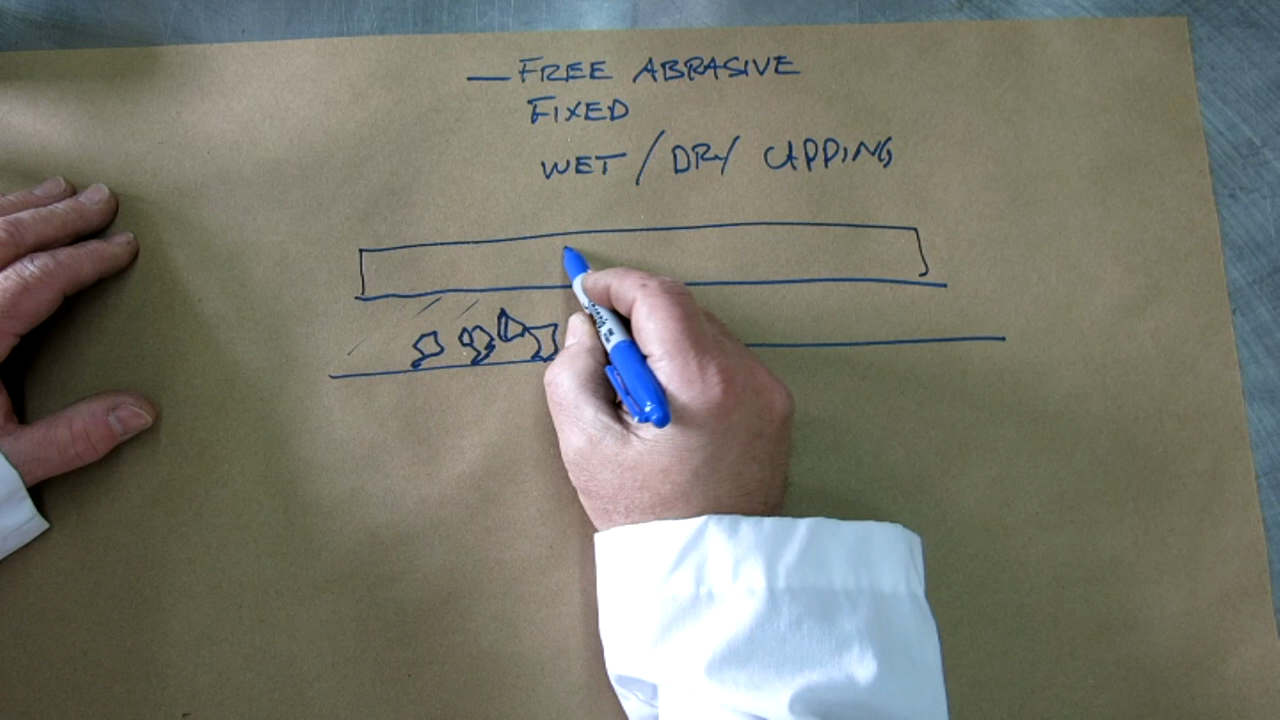 — FREE ABRASIVE
FIXED
WET / DRY LAPPING